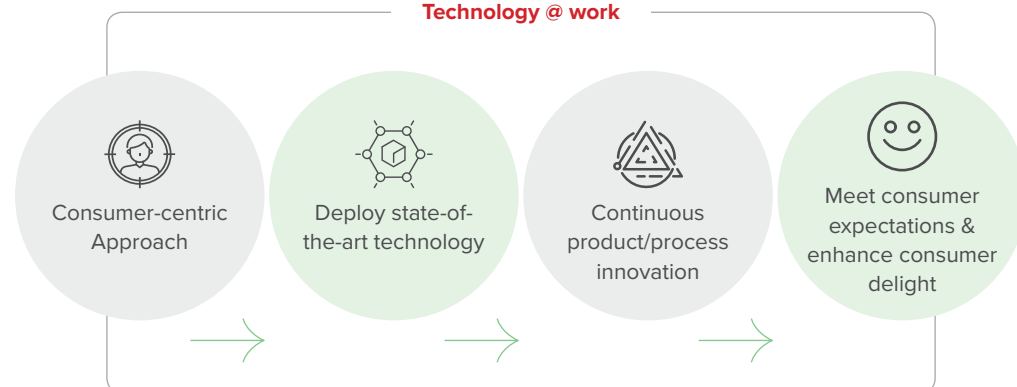 Technology @ work
Consumer-centric
Approach
Deploy state-of-
the-art technology
Continuous
product/process
innovation
Meet consumer
expectations &
enhance consumer
delight